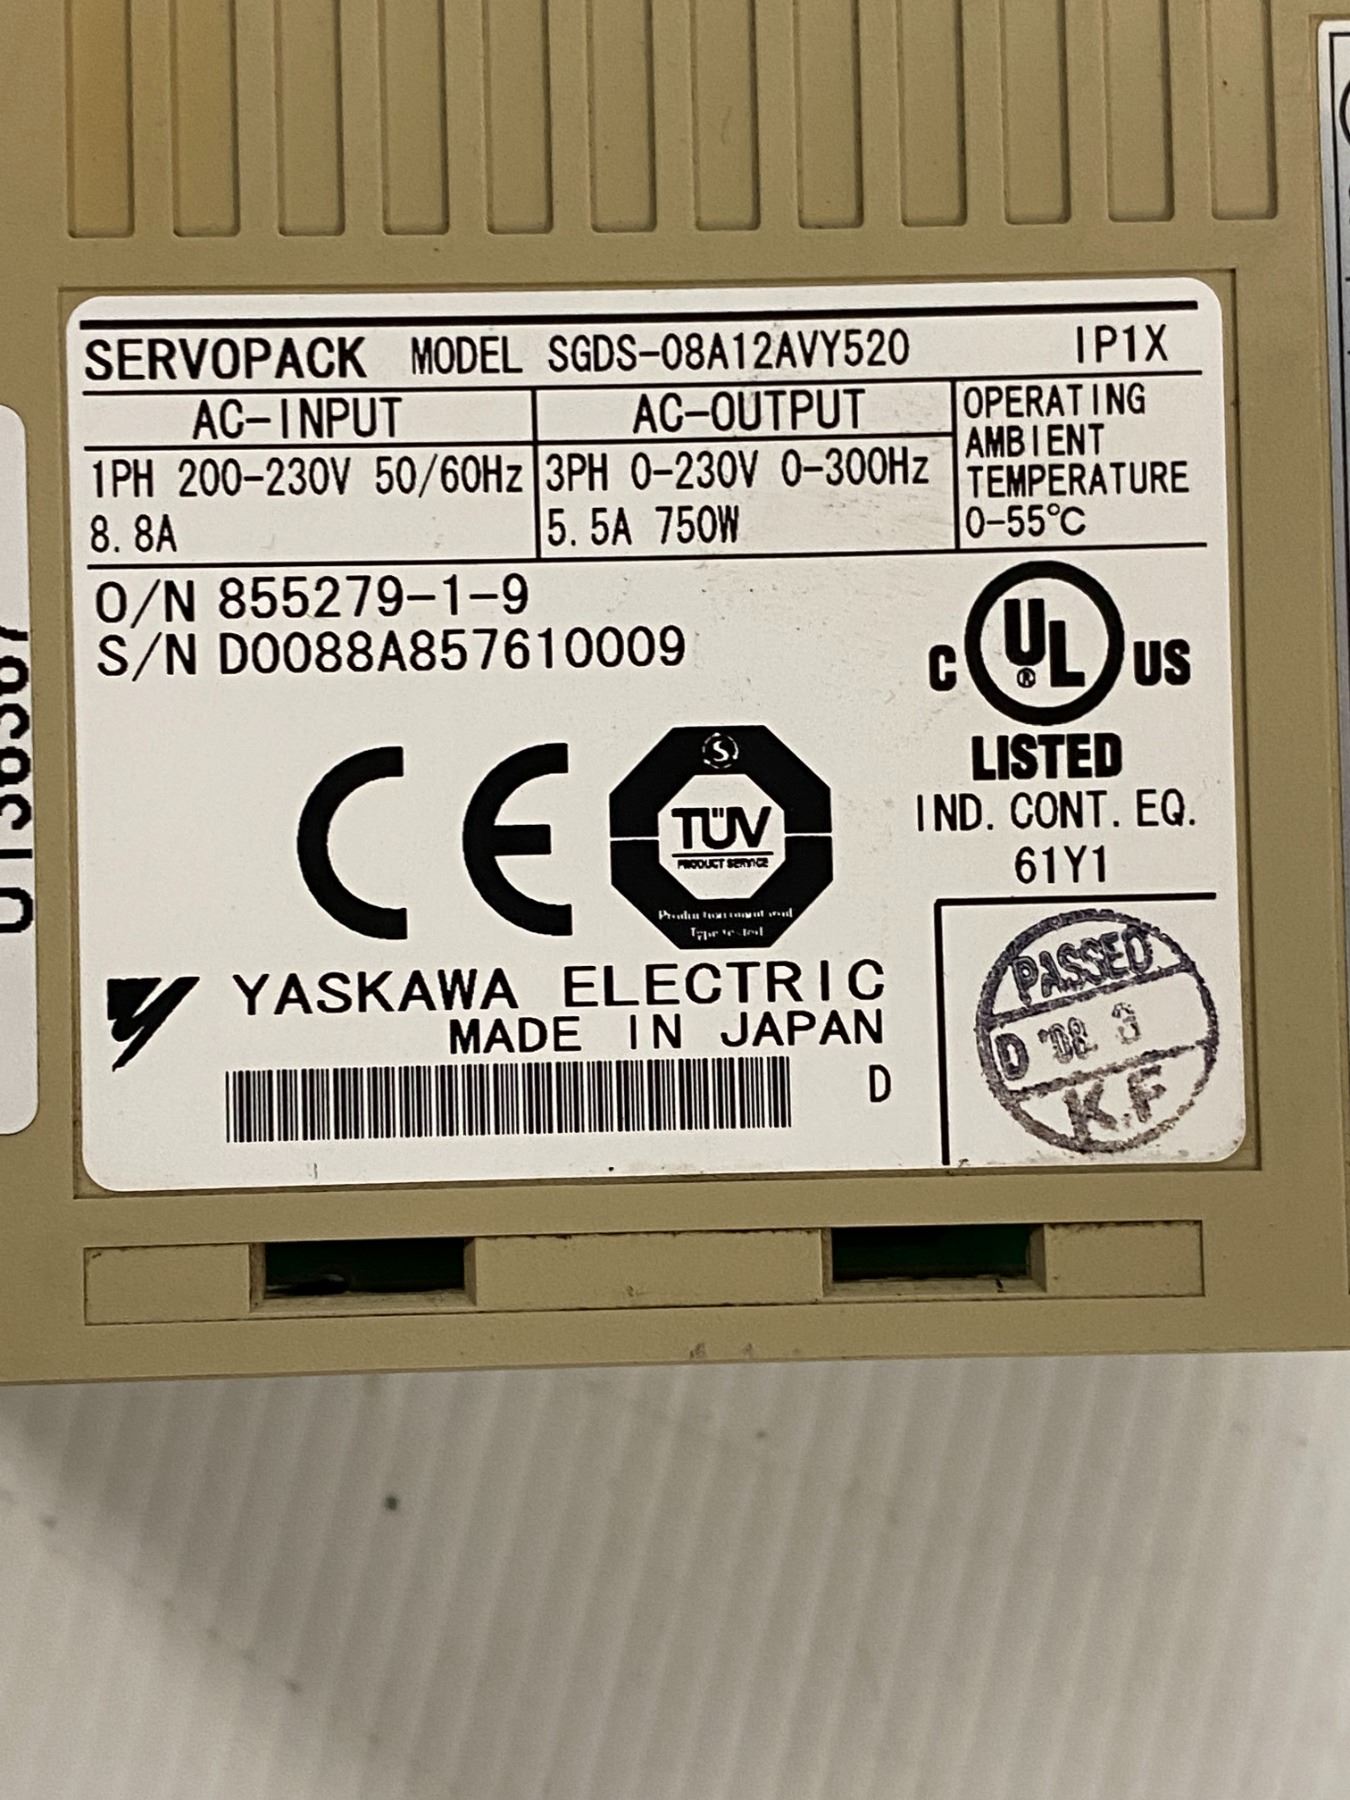 SERVOPACK MODEL SGDS-08A12AVY520 IP1X
AC-INPUT
1PH 200-230V 50/60Hz
8.8A
AC-OUTPUT
3PH 0-230V 0-300Hz
5.5A 750W
OPERATING
AMBIENT
TEMPERATURE
0-55℃
O/N 855279-1-9
S/N D0088A857610009
C UL® US
LISTED
IND. CONT. EQ.
61Y1
CE
S
TÜV
PRODUCT SERVICE
Type tested
YASKAWA ELECTRIC
MADE IN JAPAN
D
PASSED
D '08. 3
K.F